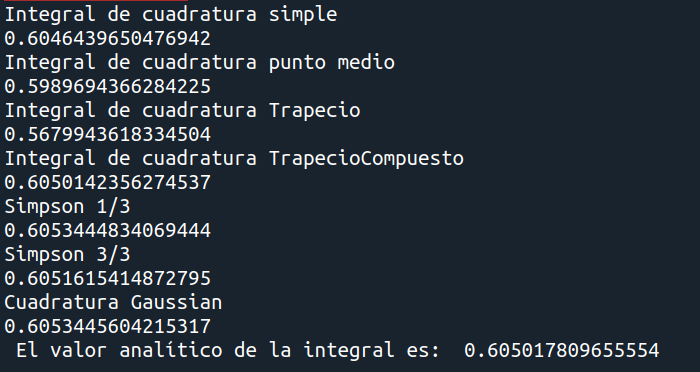 Integral de cuadratura simple
0.6046439650476942
Integral de cuadratura punto medio
0.5989694366284225
Integral de cuadratura Trapecio
0.5679943618334504
Integral de cuadratura TrapecioCompuesto
0.6050142356274537
Simpson 1/3
0.6053444834069444
Simpson 3/3
0.6051615414872795
Cuadratura Gaussian
0.6053445604215317
El valor analítico de la integral es:  0.605017809655554